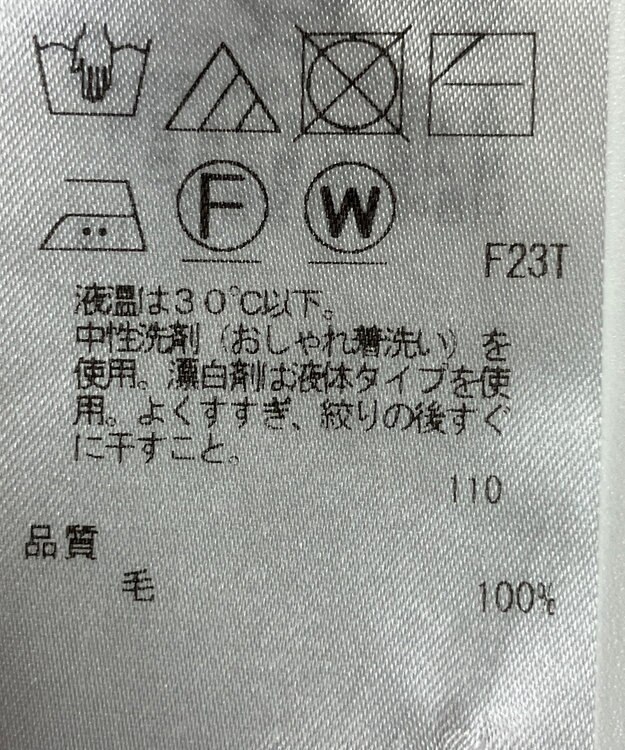 F W
F23T
液温は30℃以下。
中性洗剤（おしゃれ着洗い）を
使用。漂白剤は液体タイプを使
用。よくすすぎ、絞りの後すぐ
に干すこと。
110
品質
毛 100%